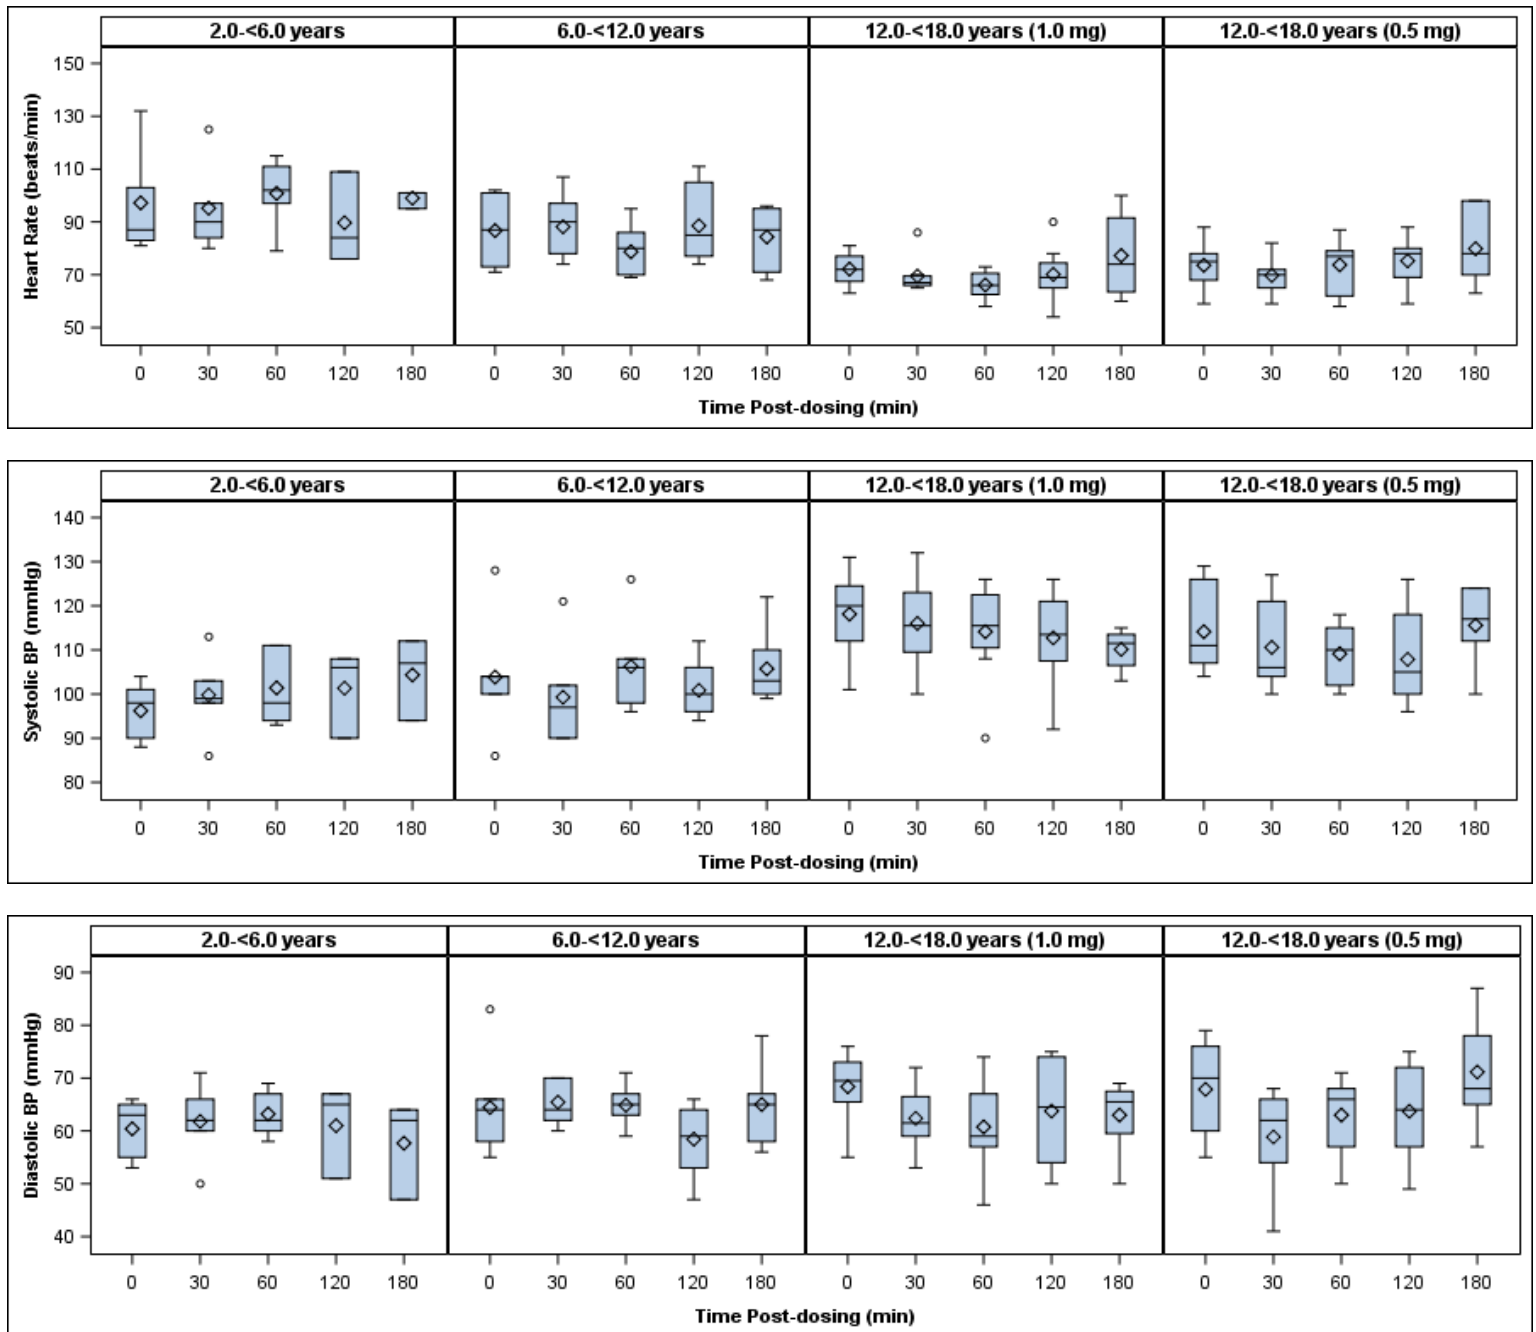 2.0-<6.0 years 6.0-<12.0 years 12.0-<18.0 years (1.0 mg) 12.0-<18.0 years (0.5 mg)
Heart Rate (beats/min)
150
130
110
90
70
50
0 30 60 120 180 0 30 60 120 180 0 30 60 120 180 0 30 60 120 180
Time Post-dosing (min)
2.0-<6.0 years 6.0-<12.0 years 12.0-<18.0 years (1.0 mg) 12.0-<18.0 years (0.5 mg)
Systolic BP (mmHg)
140
130
120
110
100
90
80
0 30 60 120 180 0 30 60 120 180 0 30 60 120 180 0 30 60 120 180
Time Post-dosing (min)
2.0-<6.0 years 6.0-<12.0 years 12.0-<18.0 years (1.0 mg) 12.0-<18.0 years (0.5 mg)
Diastolic BP (mmHg)
90
80
70
60
50
40
0 30 60 120 180 0 30 60 120 180 0 30 60 120 180 0 30 60 120 180
Time Post-dosing (min)